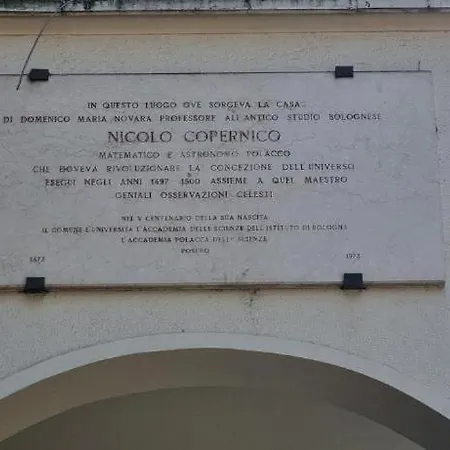 IN QUESTO LUOGO OVE SORGEVA LA CASA
DI DOMENICO MARIA NOVARA PROFESSORE ALL'ANTICO STUDIO BOLOGNESE
NICOLO COPERNICO
MATEMATICO E ASTRONOMO POLACCO
CHE DOVEVA RIVOLUZIONARE LA CONCEZIONE DELL'UNIVERSO
ESEGUI NEGLI ANNI 1497-1500 ASSIEME A QUEL MAESTRO
GENIALI OSSERVAZIONI CELESTI
NEL V CENTENARIO DELLA SUA NASCITA
IL COMUNE L'UNIVERSITA L'ACCADEMIA DELLE SCIENZE DELL'ISTITUTO DI BOLOGNA
L'ACCADEMIA POLACCA DELLE SCIENZE
POSERO
1473 1973